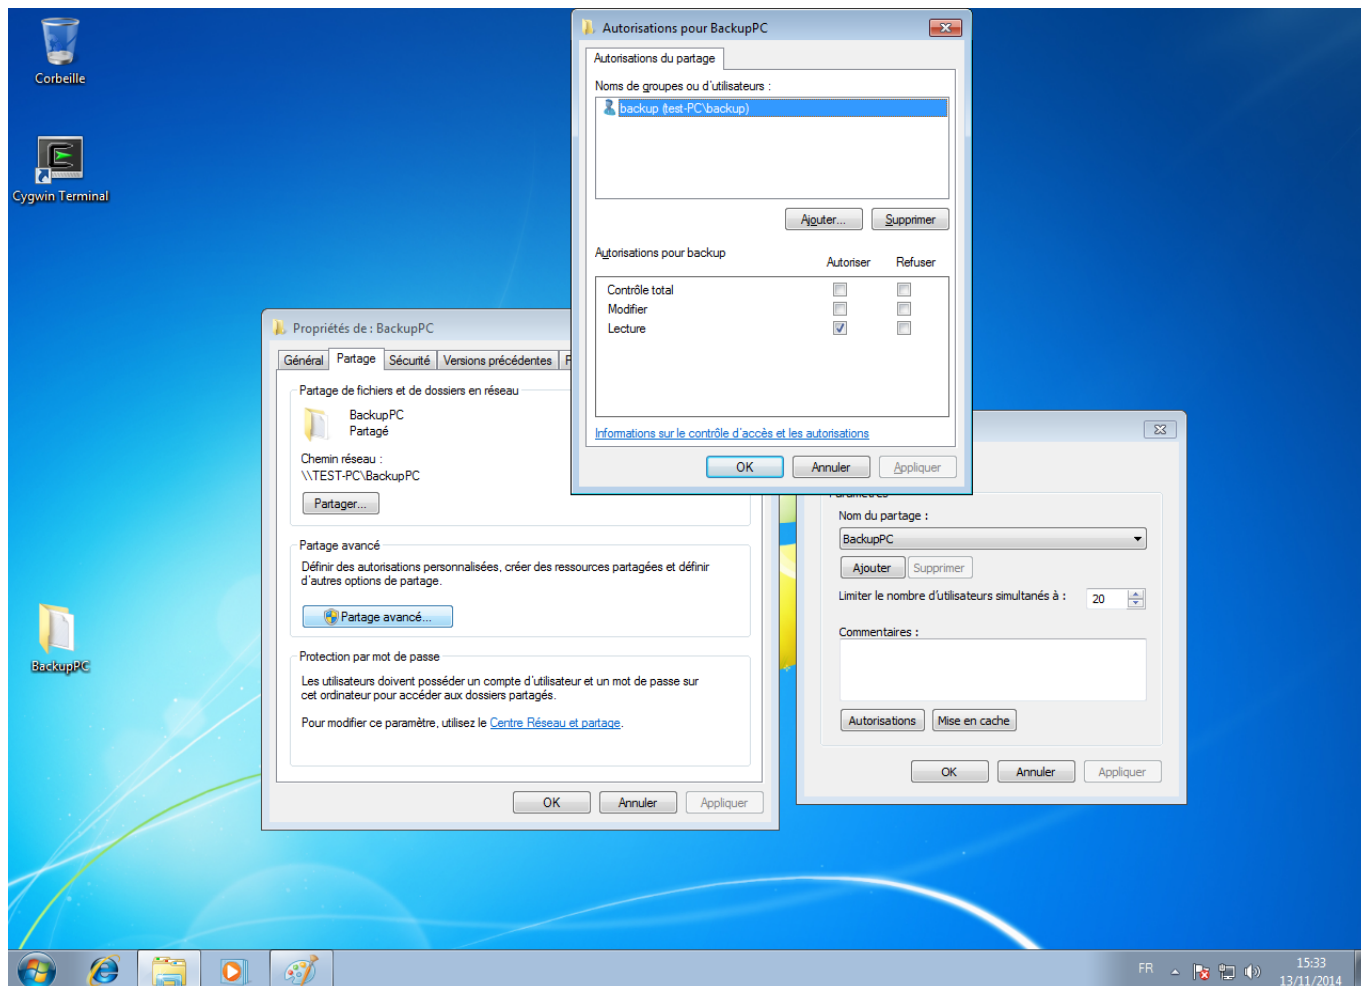 Corbeille
Cygwin Terminal
BackupPC
Autorisations pour BackupPC
Autorisations du partage
Noms de groupes ou d'utilisateurs :
backup (test-PC\backup)
Ajouter...
Supprimer
Autorisations pour backup
Autoriser
Refuser
Contrôle total
Modifier
Lecture
Informations sur le contrôle d'accès et les autorisations
OK
Annuler
Appliquer
Propriétés de : BackupPC
Général
Partage
Sécurité
Versions précédentes
Partage de fichiers et de dossiers en réseau
BackupPC
Partagé
Chemin réseau :
\\TEST-PC\BackupPC
Partager...
Partage avancé
Définir des autorisations personnalisées, créer des ressources partagées et définir
d'autres options de partage.
Partage avancé...
Protection par mot de passe
Les utilisateurs doivent posséder un compte d'utilisateur et un mot de passe sur
cet ordinateur pour accéder aux dossiers partagés.
Pour modifier ce paramètre, utilisez le Centre Réseau et partage.
OK
Annuler
Appliquer
Nom du partage :
BackupPC
Ajouter
Supprimer
Limiter le nombre d'utilisateurs simultanés à :
20
Commentaires :
Autorisations
Mise en cache
OK
Annuler
Appliquer
FR
15:33
13/11/2014